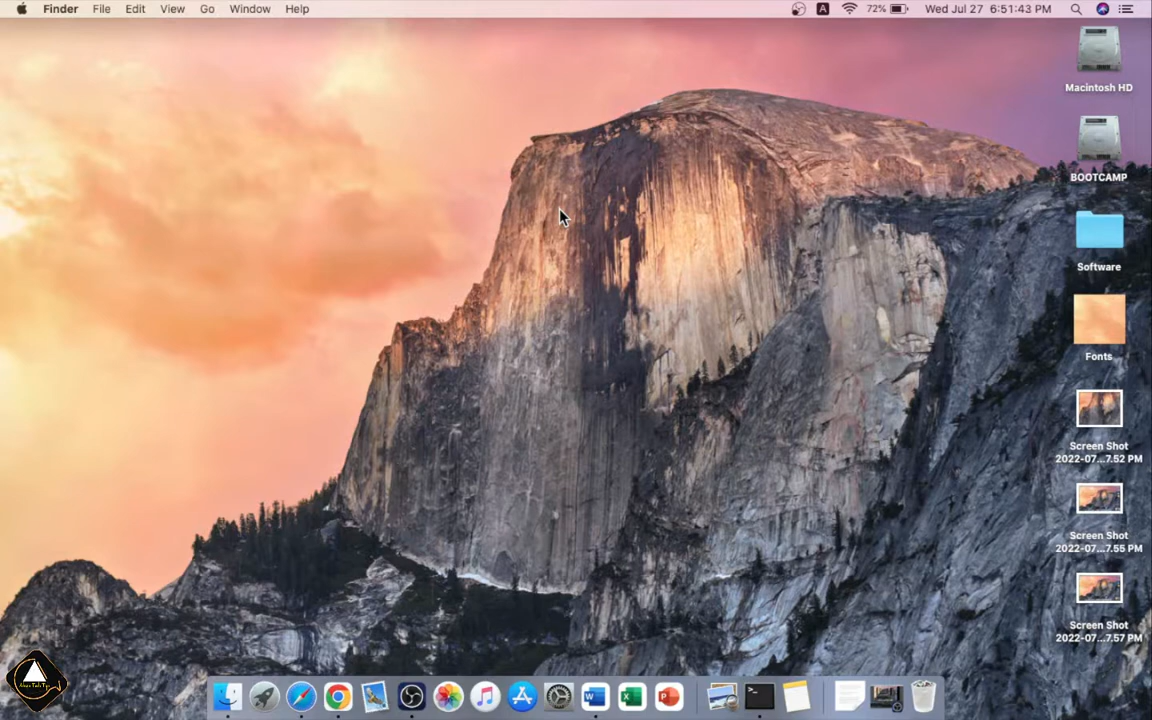 Finder File Edit View Go Window Help
A 72% Wed Jul 27 6:51:43 PM
Macintosh HD
BOOTCAMP
Software
Fonts
Screen Shot
2022-07...7.52 PM
Screen Shot
2022-07...7.55 PM
Screen Shot
2022-07...7.57 PM